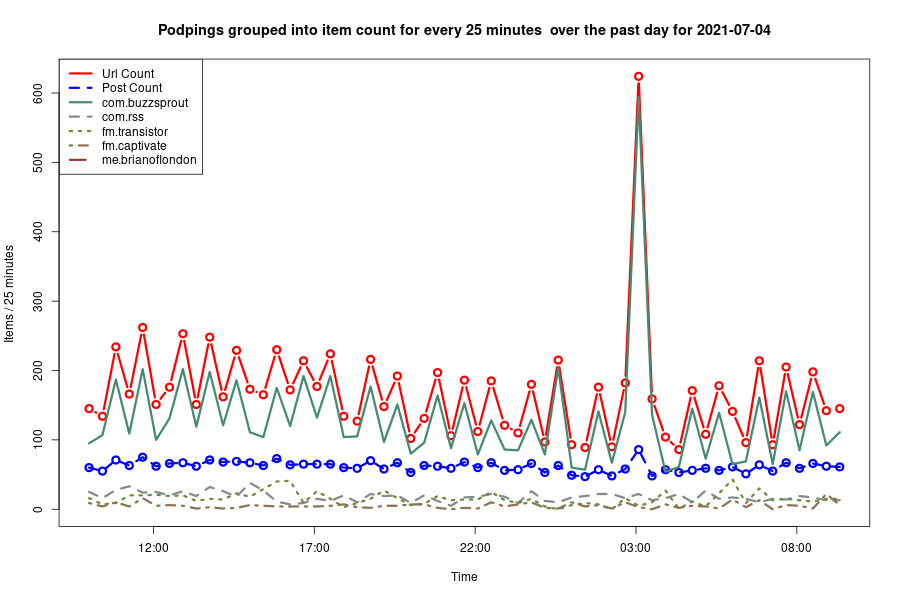 Podpings grouped into item count for every 25 minutes  over the past day for 2021-07-04
Url Count
Post Count
com.buzzsprout
com.rss
fm.transistor
fm.captivate
me.brianoflondon
600
500
400
300
200
100
0
Items / 25 minutes
12:00
17:00
22:00
03:00
08:00
Time